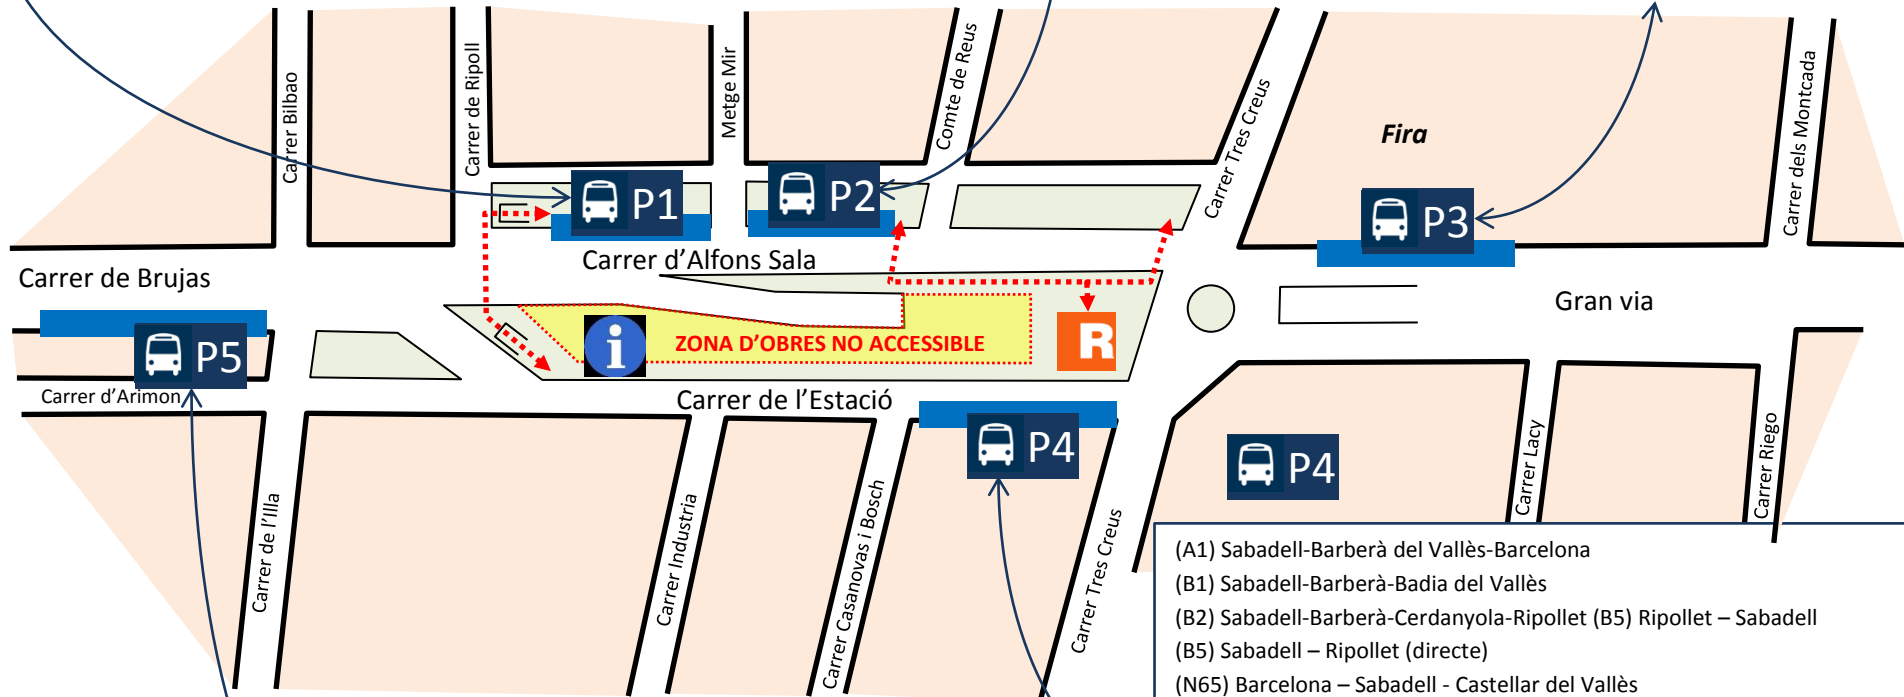 Carrer Bilbao
Carrer de Ripoll
Metge Mir
Comte de Reus
Carrer Tres Creus
Fira
Carrer dels Montcada
P1
P2
P3
Carrer d'Alfons Sala
Carrer de Brujas
Gran via
P5
i
ZONA D'OBRES NO ACCESSIBLE
R
Carrer d'Arimon
Carrer de l'Estació
P4
P4
Carrer de l'Illa
Carrer Industria
Carrer Casanovas i Bosch
Carrer Tres Creus
Carrer Lacy
Carrer Riego
(A1) Sabadell-Barberà del Vallès-Barcelona
(B1) Sabadell-Barberà-Badia del Vallès
(B2) Sabadell-Barberà-Cerdanyola-Ripollet (B5) Ripollet – Sabadell
(B5) Sabadell – Ripollet (directe)
(N65) Barcelona – Sabadell - Castellar del Vallès